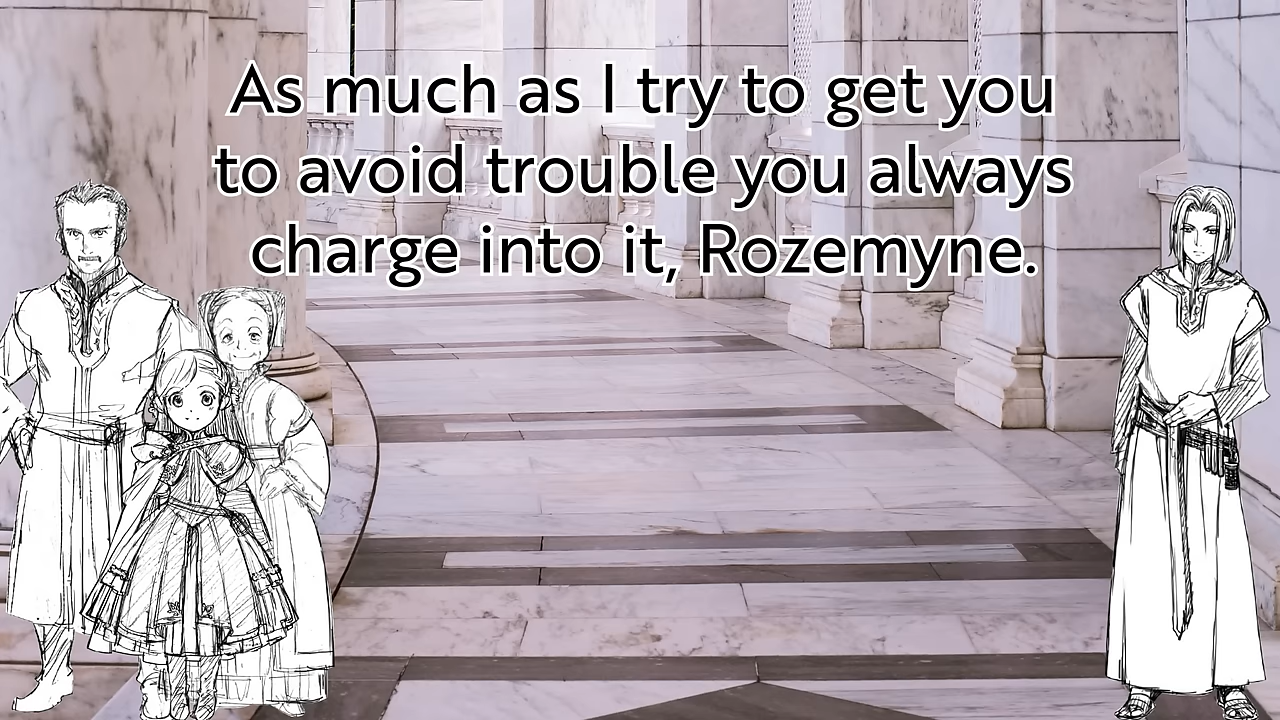 As much as I try to get you
to avoid trouble you always
charge into it, Rozemyne.